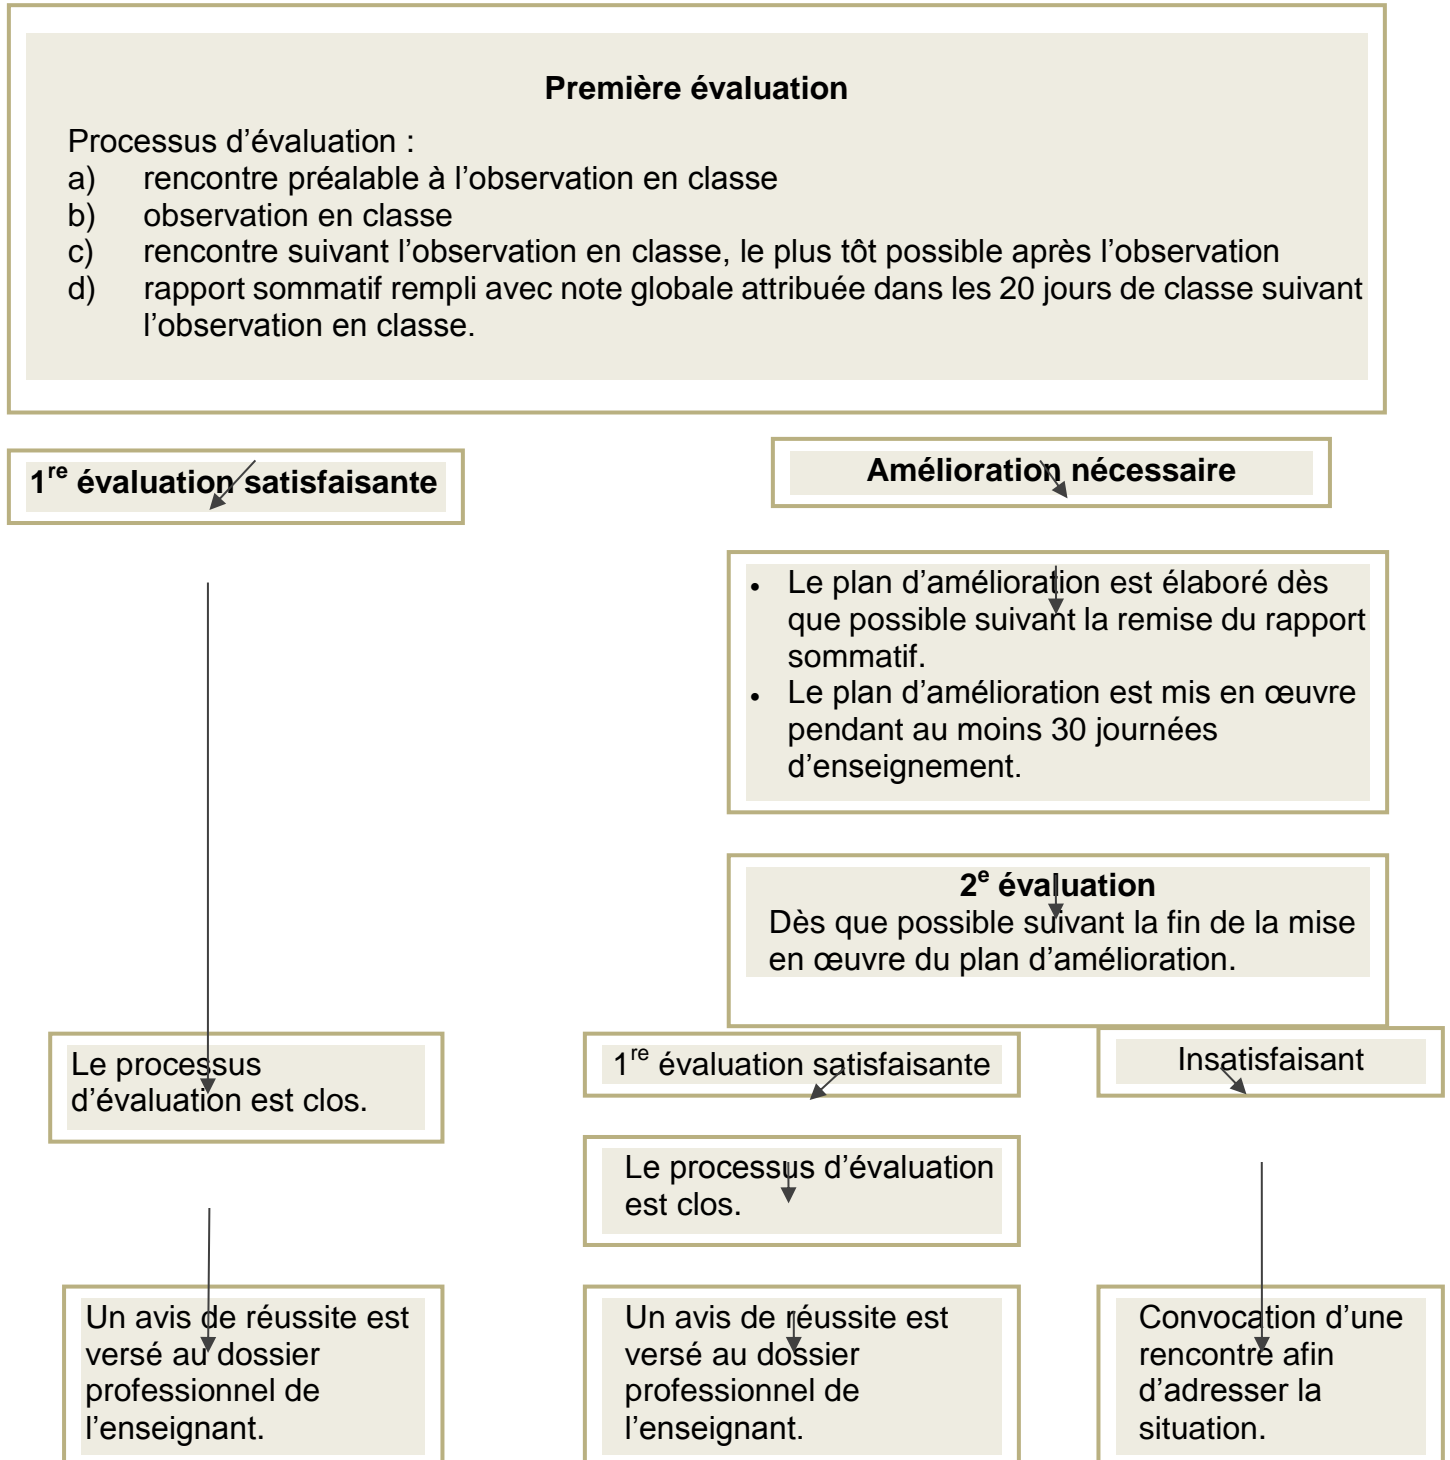 Première évaluation
Processus d’évaluation :
a) rencontre préalable à l’observation en classe
b) observation en classe
c) rencontre suivant l’observation en classe, le plus tôt possible après l’observation
d) rapport sommatif rempli avec note globale attribuée dans les 20 jours de classe suivant
l’observation en classe.
1re évaluation satisfaisante
Amélioration nécessaire
• Le plan d’amélioration est élaboré dès
que possible suivant la remise du rapport
sommatif.
• Le plan d’amélioration est mis en œuvre
pendant au moins 30 journées
d’enseignement.
2e évaluation
Dès que possible suivant la fin de la mise
en œuvre du plan d’amélioration.
Le processus
d’évaluation est clos.
1re évaluation satisfaisante
Insatisfaisant
Le processus d’évaluation
est clos.
Un avis de réussite est
versé au dossier
professionnel de
l’enseignant.
Un avis de réussite est
versé au dossier
professionnel de
l’enseignant.
Convocation d’une
rencontre afin
d’adresser la
situation.